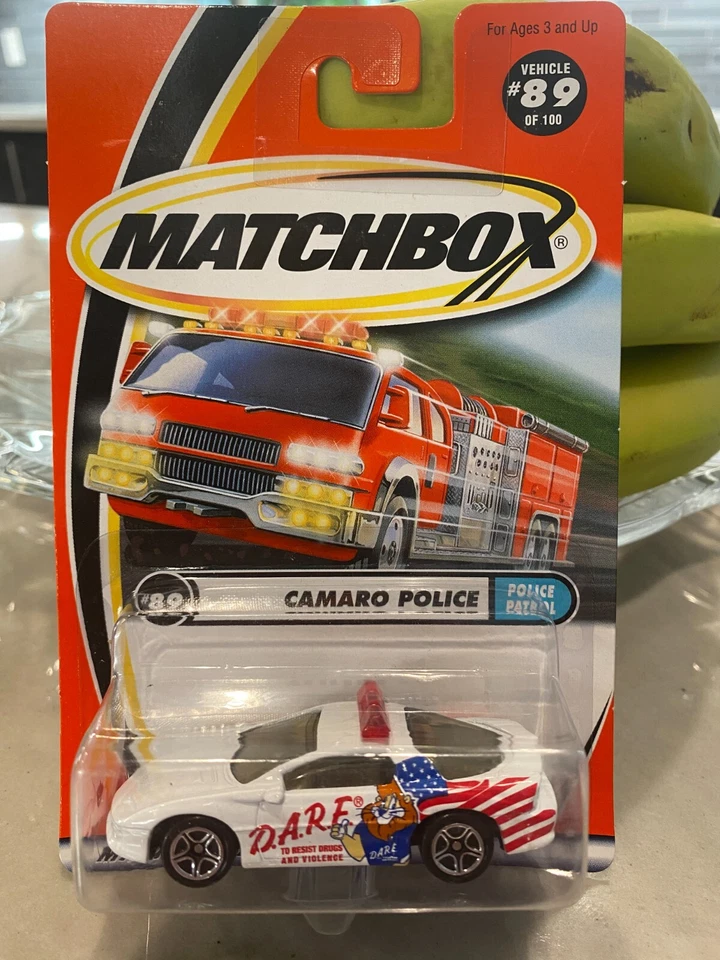 For Ages 3 and Up
VEHICLE
#89
OF 100
MATCHBOX®
#89
CAMARO POLICE
POLICE
PATROL
D.A.R.E.®
TO RESIST DRUGS
AND VIOLENCE
DARE